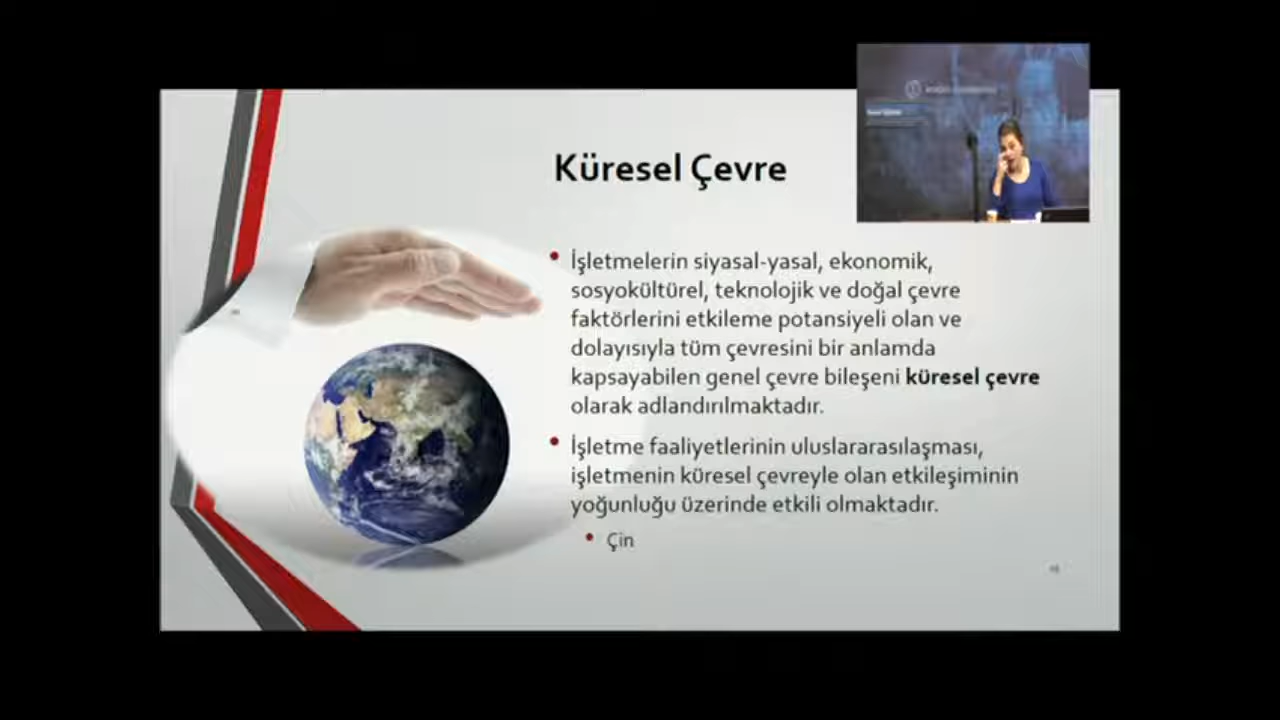 Küresel Çevre
• İşletmelerin siyasal-yasal, ekonomik,
sosyokültürel, teknolojik ve doğal çevre
faktörlerini etkileme potansiyeli olan ve
dolayısıyla tüm çevresini bir anlamda
kapsayabilen genel çevre bileşeni küresel çevre
olarak adlandırılmaktadır.
• İşletme faaliyetlerinin uluslararasılaşması,
işletmenin küresel çevreyle olan etkileşiminin
yoğunluğu üzerinde etkili olmaktadır.
• Çin